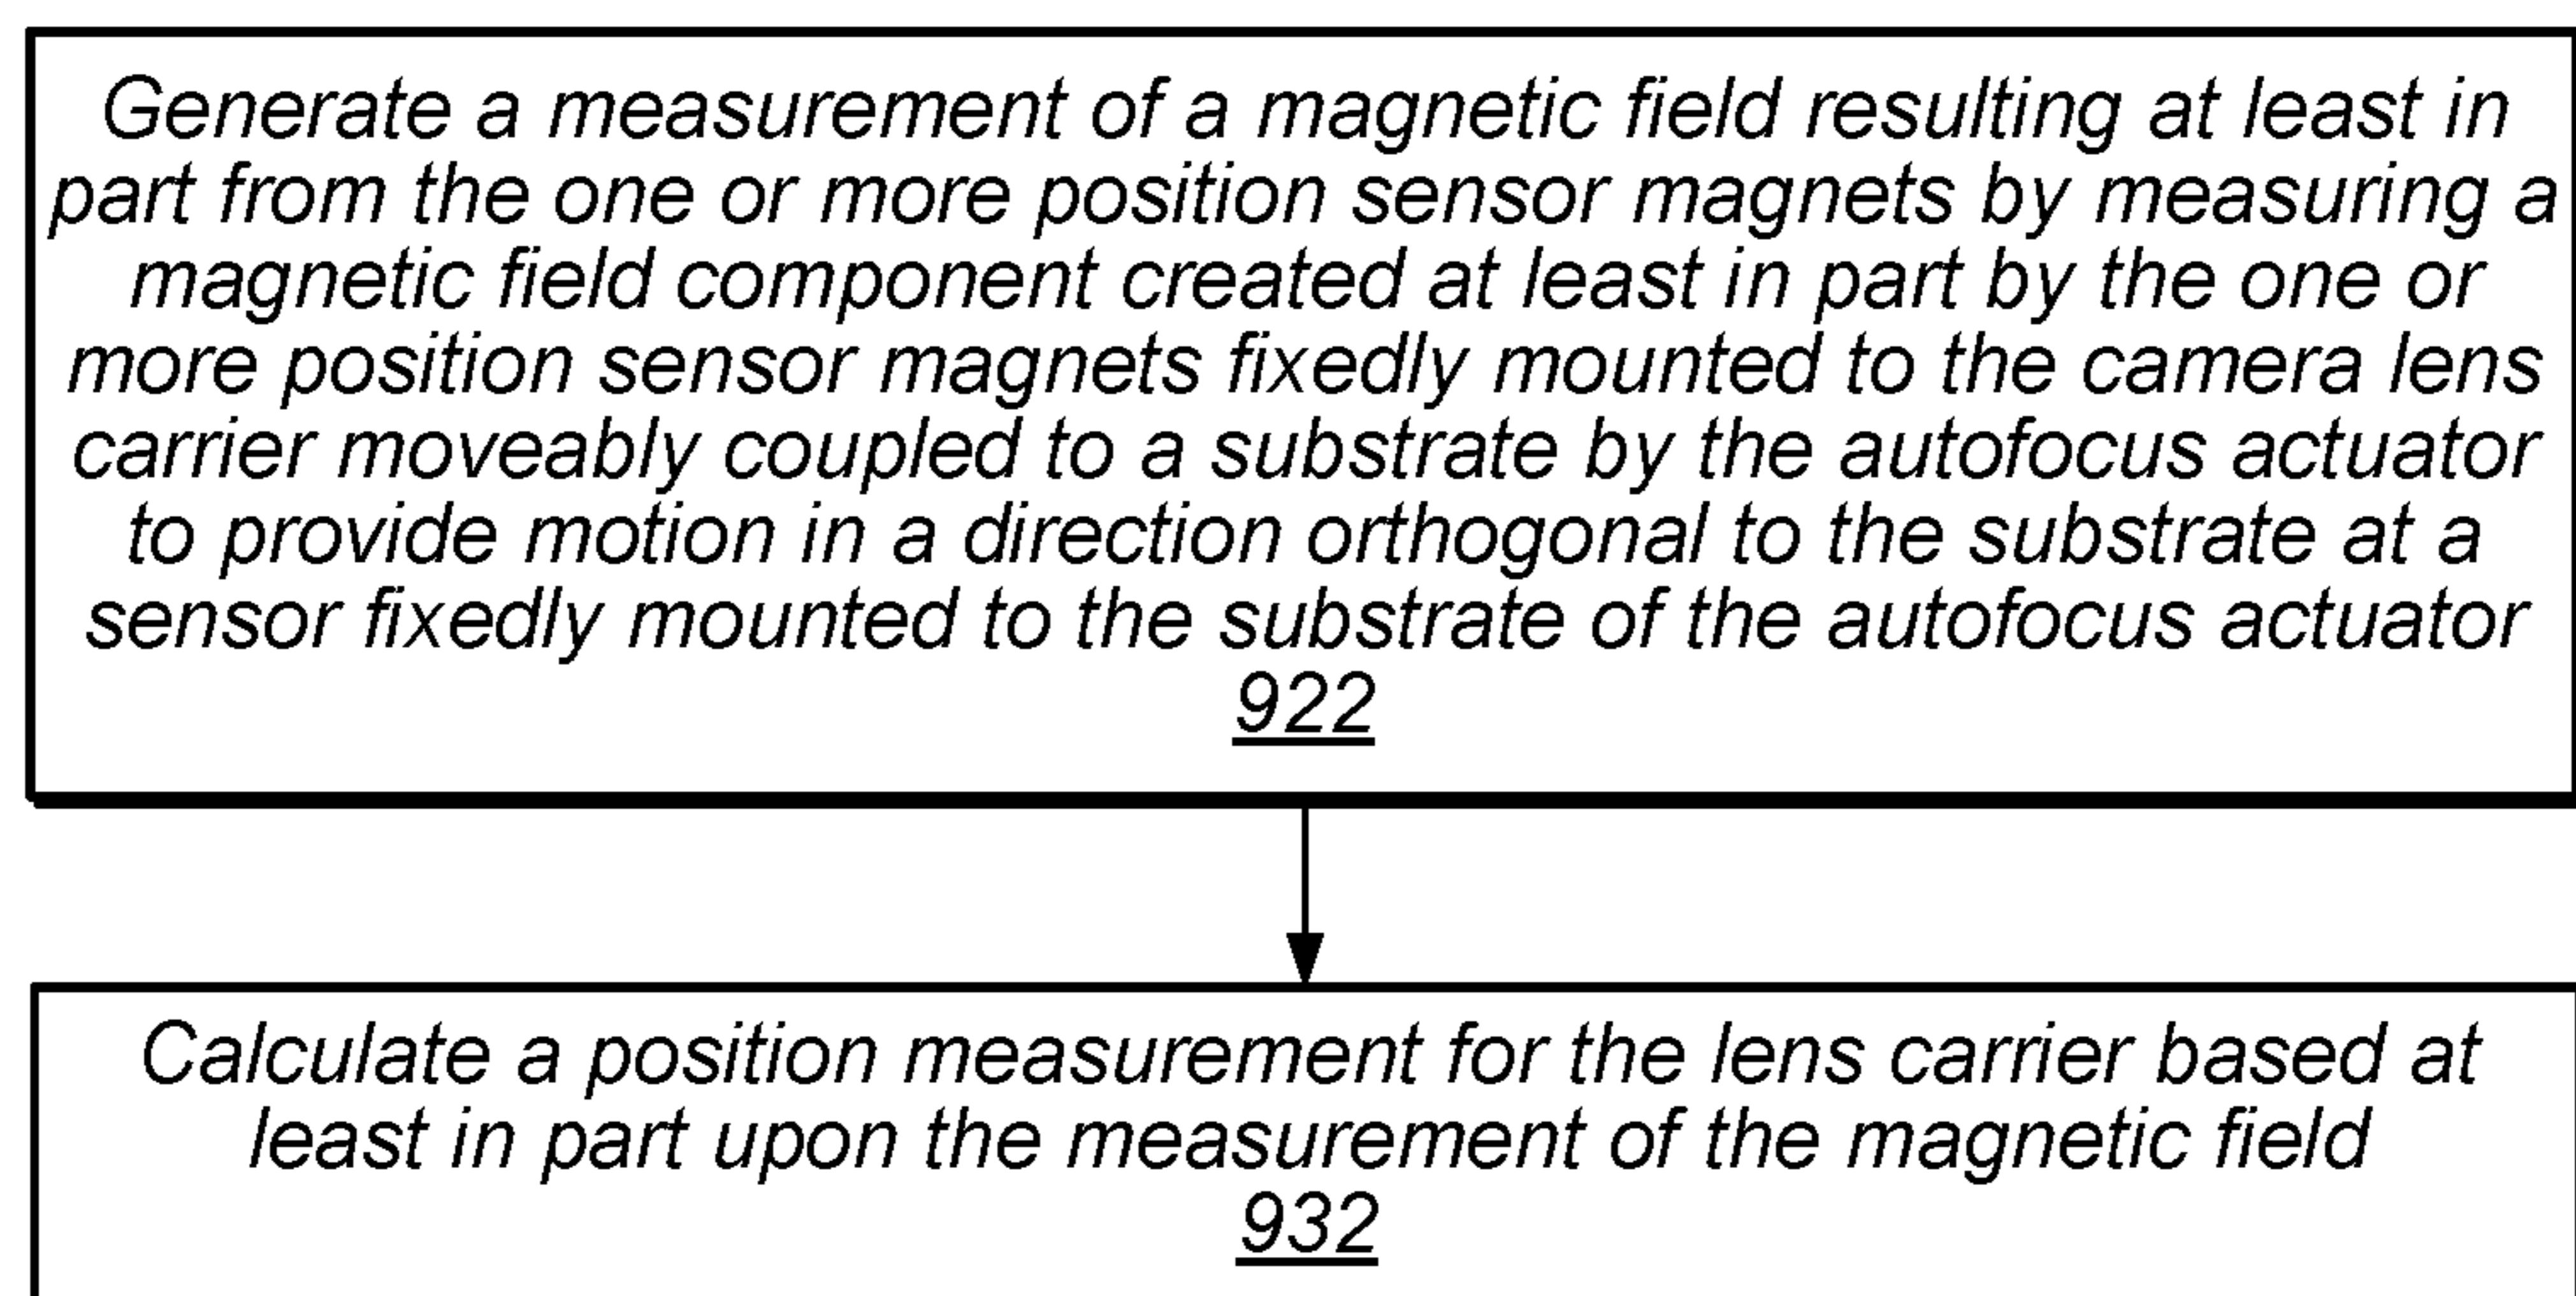 Generate a measurement of a magnetic field resulting at least in
part from the one or more position sensor magnets by measuring a
magnetic field component created at least in part by the one or
more position sensor magnets fixedly mounted to the camera lens
carrier moveably coupled to a substrate by the autofocus actuator
to provide motion in a direction orthogonal to the substrate at a
sensor fixedly mounted to the substrate of the autofocus actuator
922
Calculate a position measurement for the lens carrier based at
least in part upon the measurement of the magnetic field
932